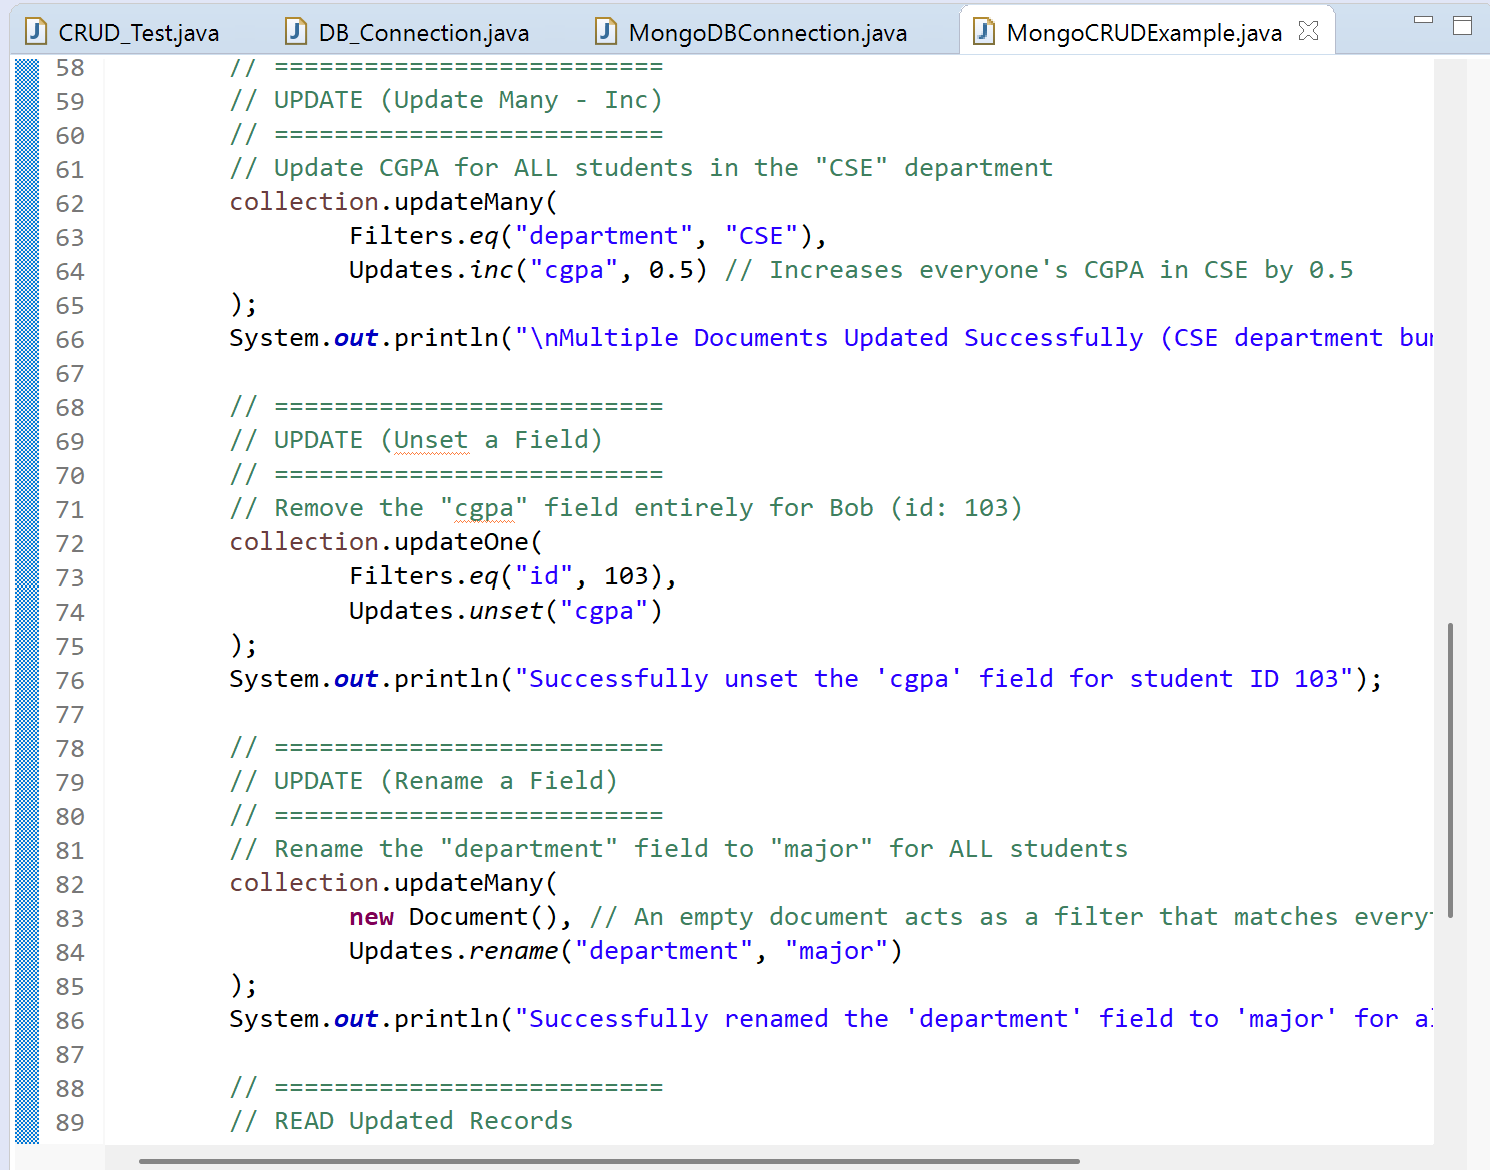 CRUD_Test.java DB_Connection.java MongoDBConnection.java MongoCRUDExample.java
58 // ==========================
59 // UPDATE (Update Many - Inc)
60 // ==========================
61 // Update CGPA for ALL students in the "CSE" department
62 collection.updateMany(
63 Filters.eq("department", "CSE"),
64 Updates.inc("cgpa", 0.5) // Increases everyone's CGPA in CSE by 0.5
65 );
66 System.out.println("\nMultiple Documents Updated Successfully (CSE department
67
68 // ==========================
69 // UPDATE (Unset a Field)
70 // ==========================
71 // Remove the "cgpa" field entirely for Bob (id: 103)
72 collection.updateOne(
73 Filters.eq("id", 103),
74 Updates.unset("cgpa")
75 );
76 System.out.println("Successfully unset the 'cgpa' field for student ID 103");
77
78 // ==========================
79 // UPDATE (Rename a Field)
80 // ==========================
81 // Rename the "department" field to "major" for ALL students
82 collection.updateMany(
83 new Document(), // An empty document acts as a filter that matches
84 Updates.rename("department", "major")
85 );
86 System.out.println("Successfully renamed the 'department' field to 'major' for
87
88 // ==========================
89 // READ Updated Records